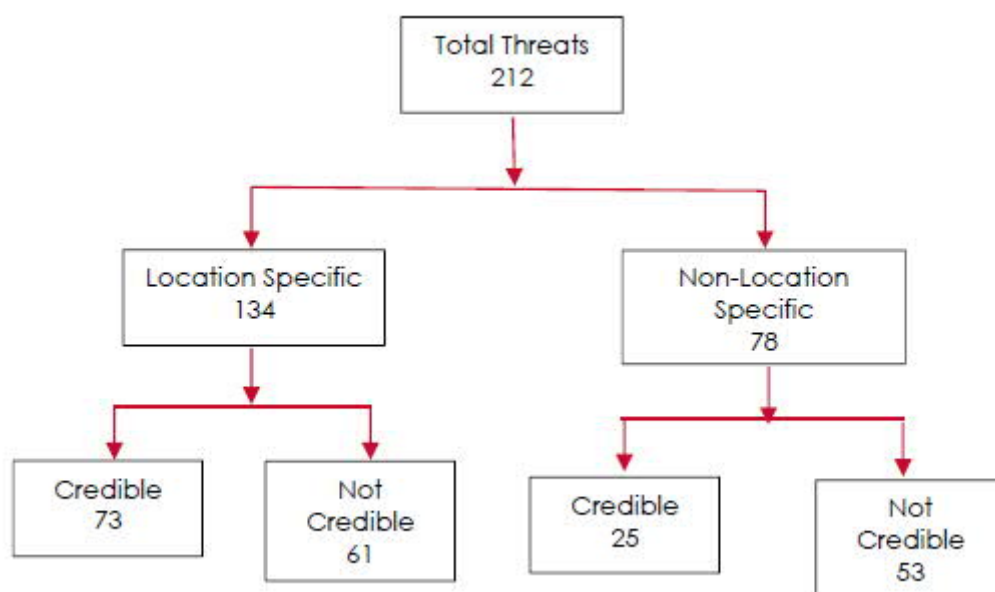 Total Threats
212
Location Specific
134
Non-Location
Specific
78
Credible
73
Not
Credible
61
Credible
25
Not
Credible
53